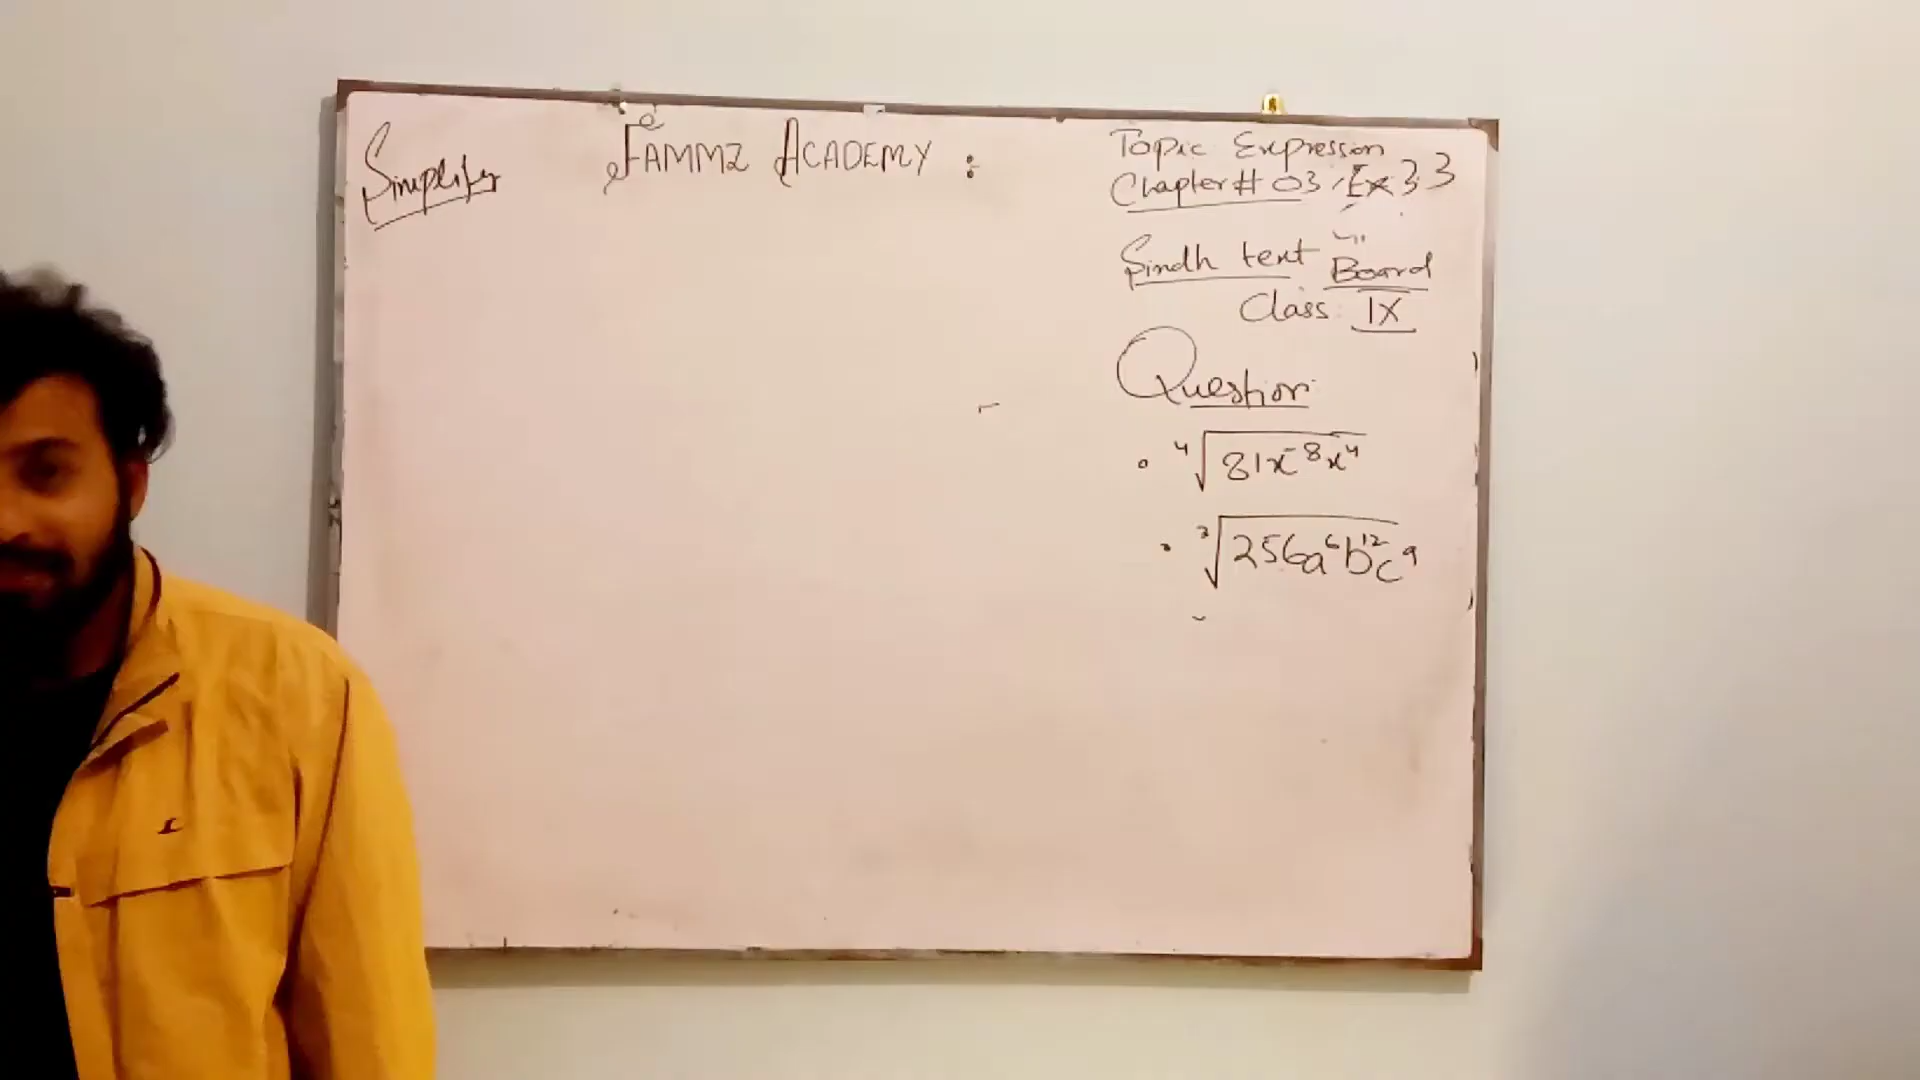 Simplify
FAMMZ ACADEMY :
Topic Expression
Chapter # 03, Ex 3.3
Sindh text Board
Class: IX
Question
• ⁴√81x⁻⁸x⁴
• ³√256a⁶b¹²c⁹